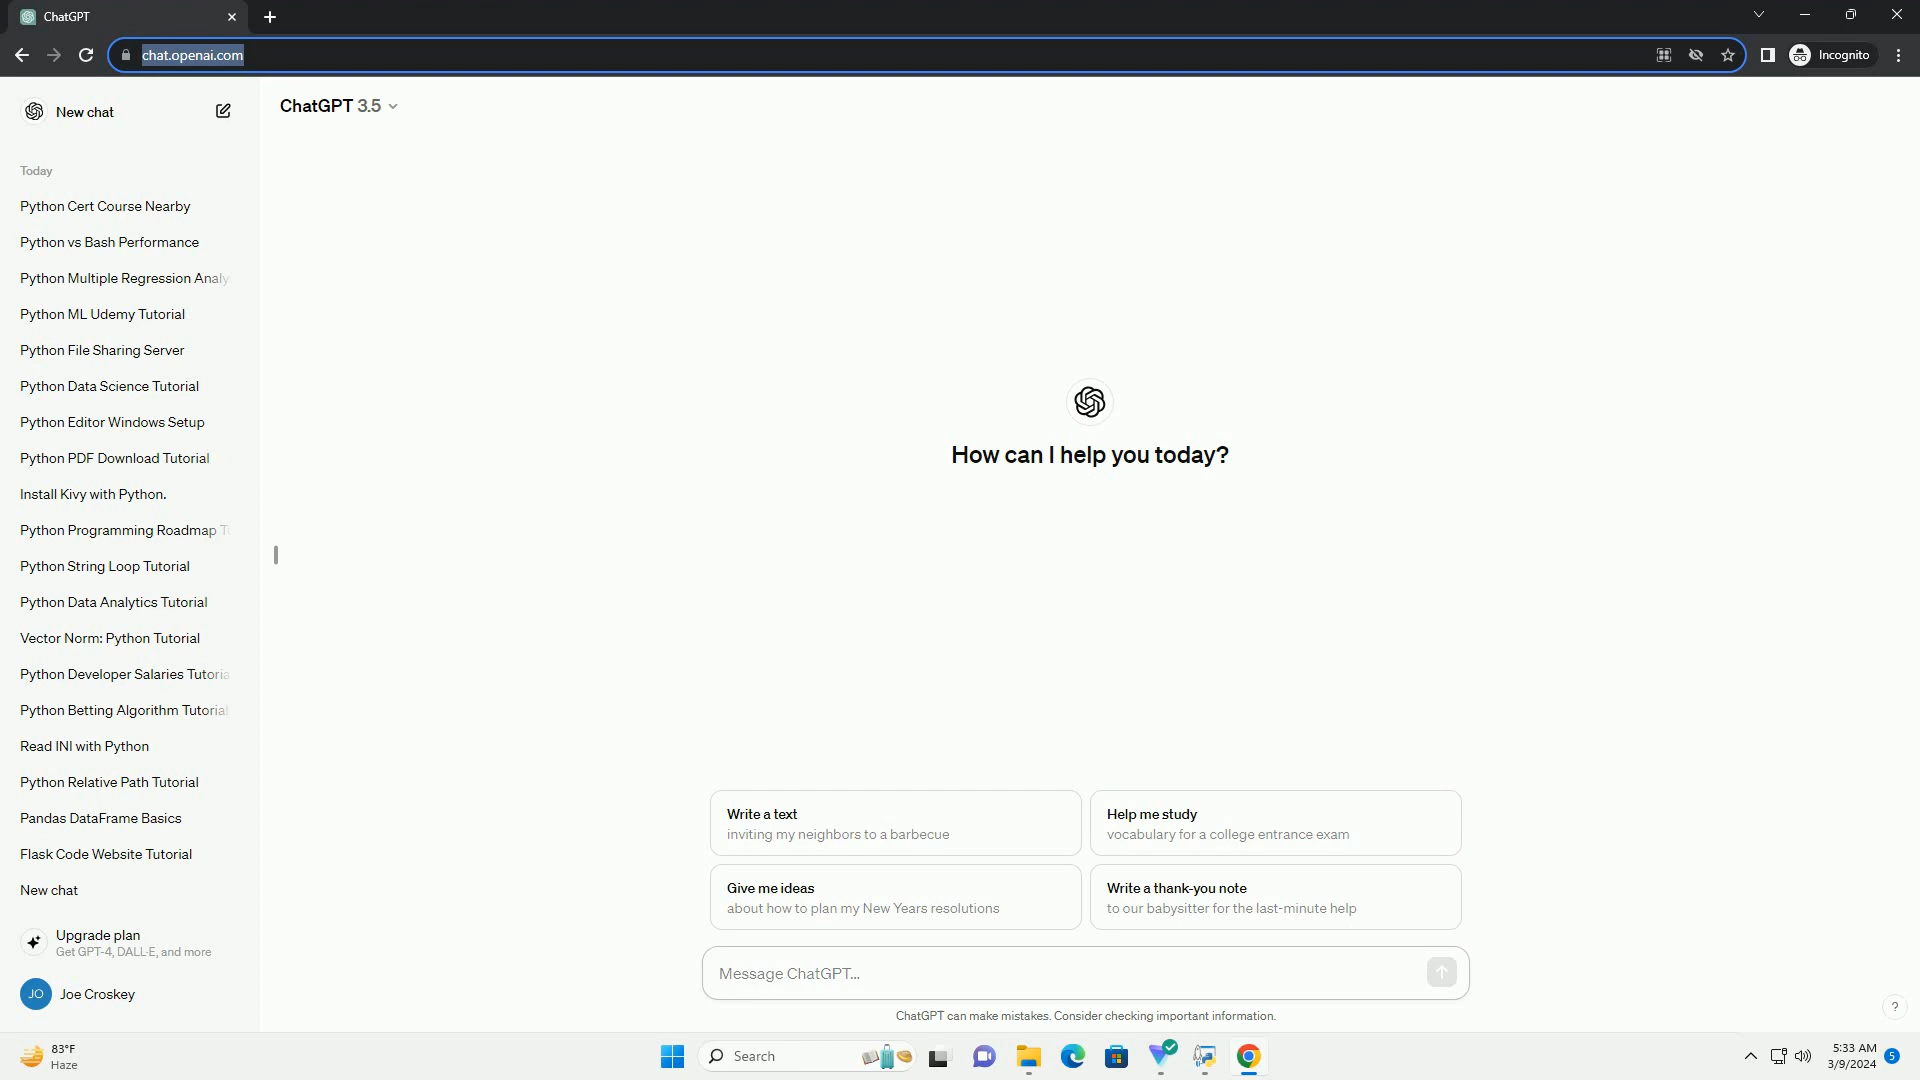 ChatGPT
chat.openai.com
Incognito
New chat
ChatGPT 3.5
Today
Python Cert Course Nearby
Python vs Bash Performance
Python Multiple Regression Analy
Python ML Udemy Tutorial
Python File Sharing Server
Python Data Science Tutorial
Python Editor Windows Setup
Python PDF Download Tutorial
Install Kivy with Python.
Python Programming Roadmap T
Python String Loop Tutorial
Python Data Analytics Tutorial
Vector Norm: Python Tutorial
Python Developer Salaries Tutoria
Python Betting Algorithm Tutorial
Read INI with Python
Python Relative Path Tutorial
Pandas DataFrame Basics
Flask Code Website Tutorial
New chat
Upgrade plan
Get GPT-4, DALL·E, and more
JO Joe Croskey
How can I help you today?
Write a text
inviting my neighbors to a barbecue
Help me study
vocabulary for a college entrance exam
Give me ideas
about how to plan my New Years resolutions
Write a thank-you note
to our babysitter for the last-minute help
Message ChatGPT...
ChatGPT can make mistakes. Consider checking important information.
?
83°F
Haze
Search
5:33 AM
3/9/2024
5